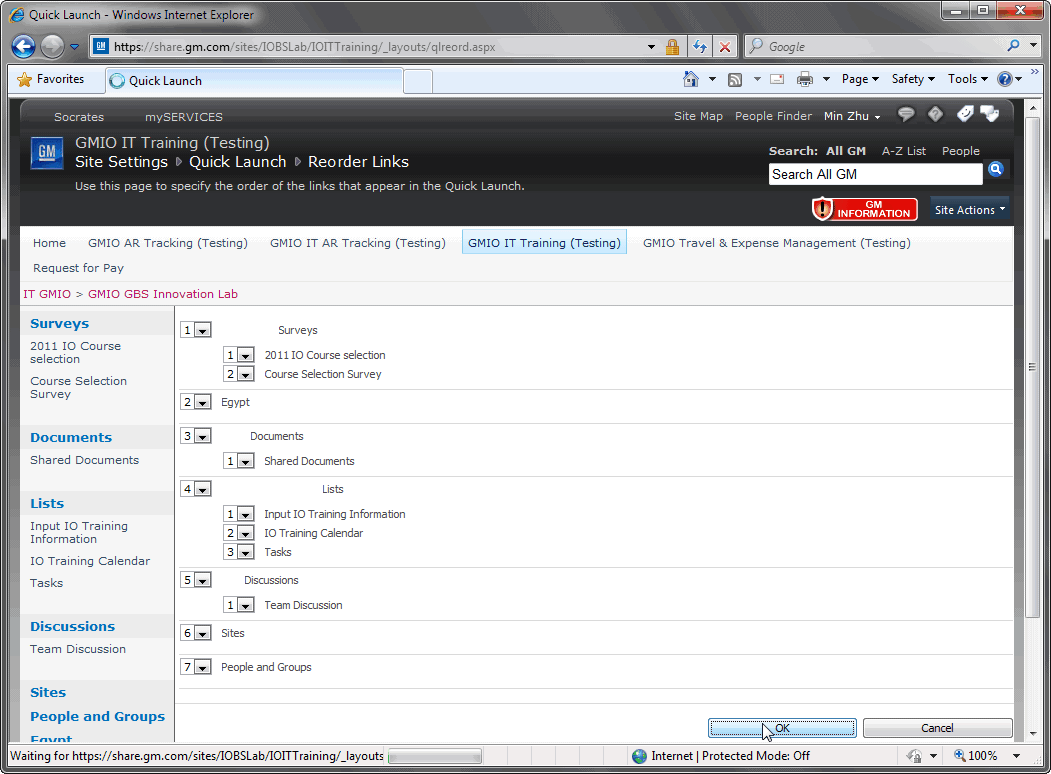 Quick Launch - Windows Internet Explorer
https://share.gm.com/sites/IOBSLab/IOITTraining/_layouts/qlreord.aspx
Google
Favorites
Quick Launch
Page
Safety
Tools
Socrates
mySERVICES
Site Map
People Finder
Min Zhu
GM
GMIO IT Training (Testing)
Site Settings
Quick Launch
Reorder Links
Use this page to specify the order of the links that appear in the Quick Launch.
Search: All GM A-Z List People
Search All GM
GM
INFORMATION
Site Actions
Home
GMIO AR Tracking (Testing)
GMIO IT AR Tracking (Testing)
GMIO IT Training (Testing)
GMIO Travel & Expense Management (Testing)
Request for Pay
IT GMIO > GMIO GBS Innovation Lab
Surveys
2011 IO Course
selection
Course Selection
Survey
Documents
Shared Documents
Lists
Input IO Training
Information
IO Training Calendar
Tasks
Discussions
Team Discussion
Sites
People and Groups
Egypt
1 Surveys
1 2011 IO Course selection
2 Course Selection Survey
2 Egypt
3 Documents
1 Shared Documents
4 Lists
1 Input IO Training Information
2 IO Training Calendar
3 Tasks
5 Discussions
1 Team Discussion
6 Sites
7 People and Groups
OK
Cancel
Waiting for https://share.gm.com/sites/IOBSLab/IOITTraining/_layouts
Internet | Protected Mode: Off
100%